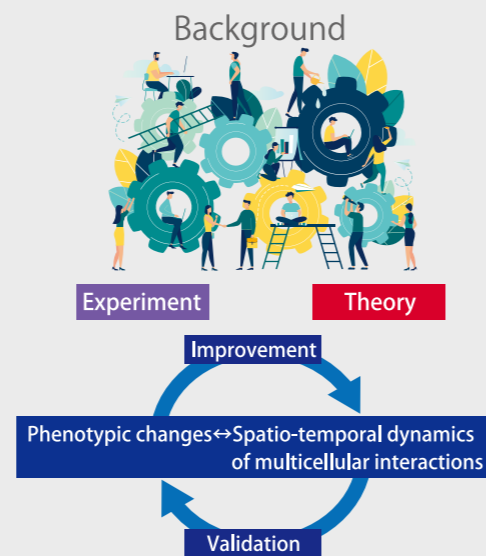 Background
Experiment
Theory
Improvement
Phenotypic changes↔Spatio-temporal dynamics
of multicellular interactions
Validation